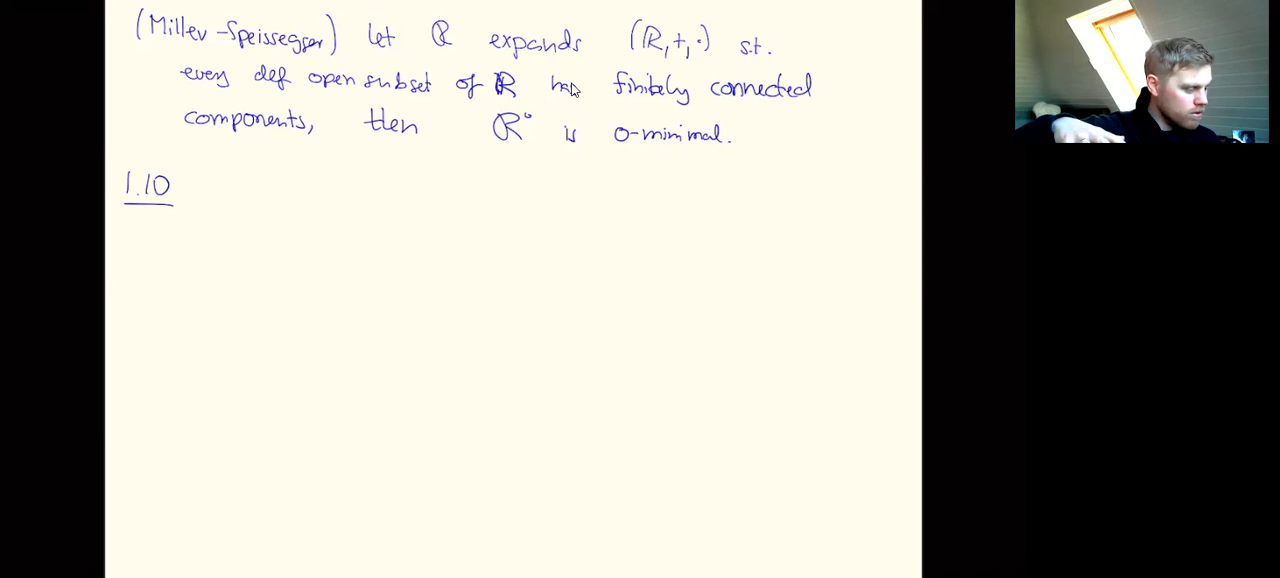 (Miller-Speissegger) let R expands (R,+,·) s.t.
every def open subset of R has finitely connected
components, then R° is o-minimal.
1.10